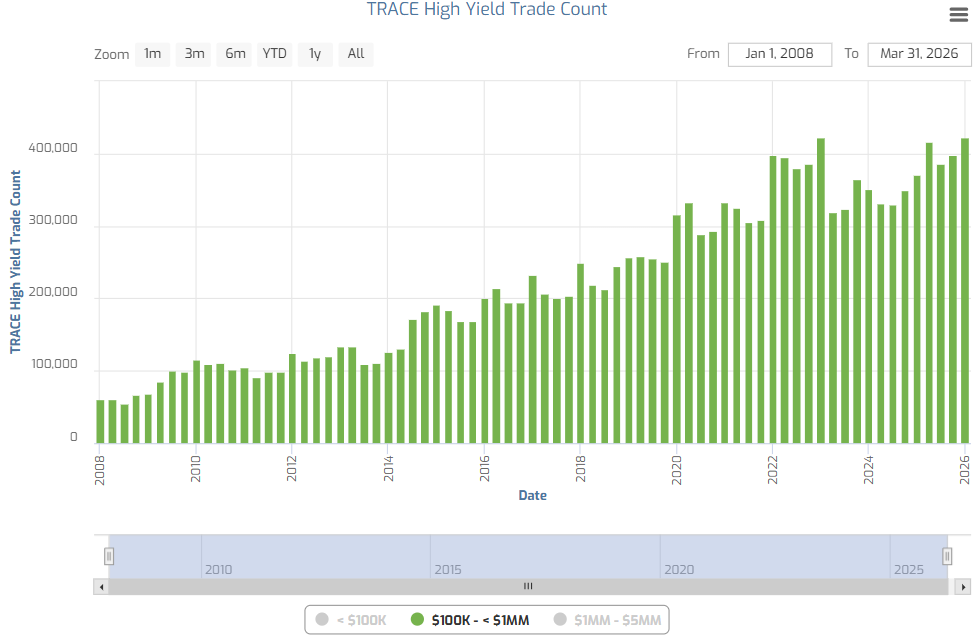 TRACE High Yield Trade Count
Zoom 1m 3m 6m YTD 1y All From Jan 1, 2008 To Mar 31, 2026
TRACE High Yield Trade Count
400,000
300,000
200,000
100,000
0
2008 2010 2012 2014 2016 2018 2020 2022 2024 2026
Date
2010 2015 2020 2025
< $100K $100K - < $1MM $1MM - $5MM